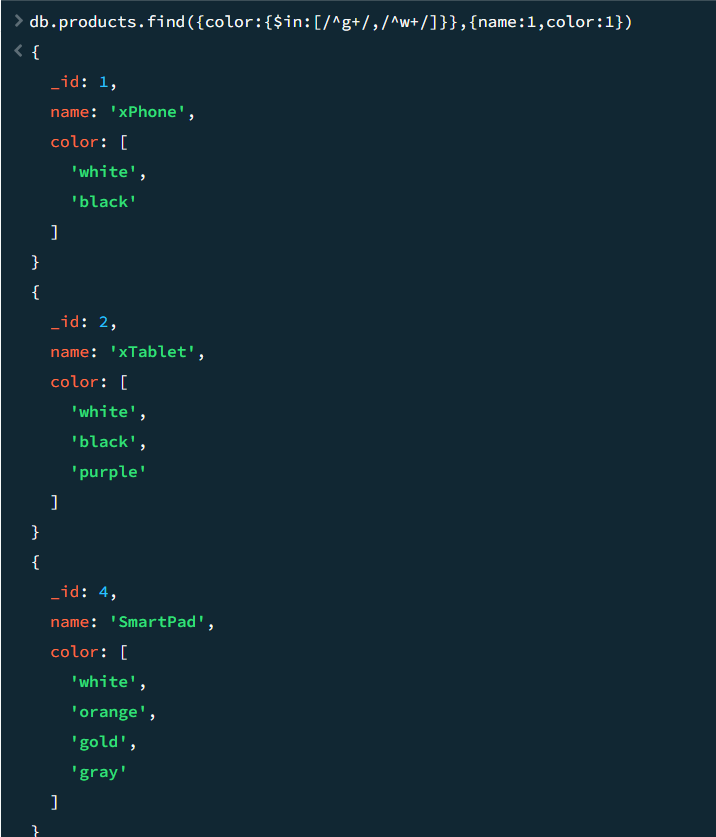 > db.products.find({color:{$in:[/^g+/,/^w+/]}},{name:1,color:1})
< {
_id: 1,
name: 'xPhone',
color: [
'white',
'black'
]
}
{
_id: 2,
name: 'xTablet',
color: [
'white',
'black',
'purple'
]
}
{
_id: 4,
name: 'SmartPad',
color: [
'white',
'orange',
'gold',
'gray'
]
}